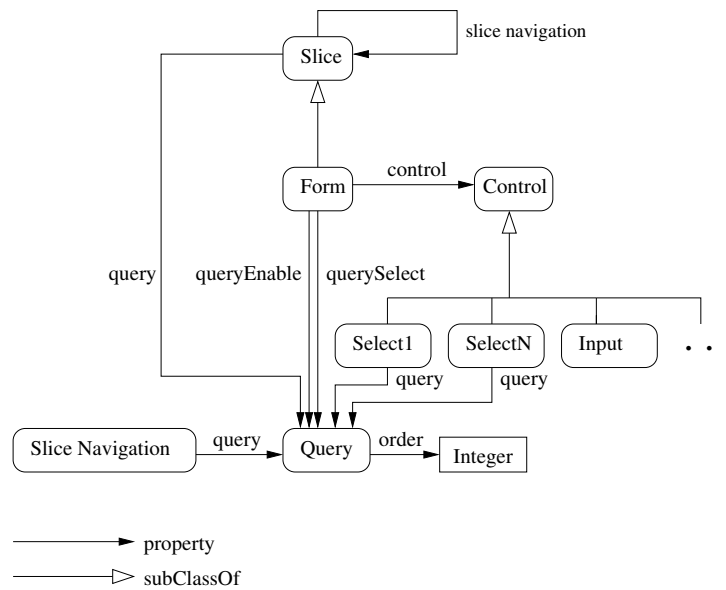 slice navigation
Slice
Form
control
Control
query
queryEnable
querySelect
Select1
SelectN
Input
. .
query
query
Slice Navigation
query
Query
order
Integer
property
subClassOf